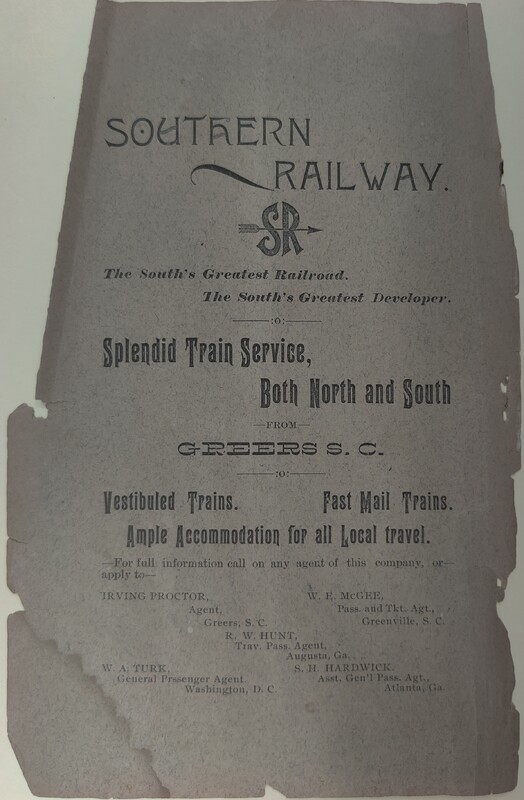 SOUTHERN
RAILWAY.
SR
The South's Greatest Railroad.
The South's Greatest Developer.
:o:
Splendid Train Service,
Both North and South
—FROM—
GREERS S. C.
:o:
Vestibuled Trains. Fast Mail Trains.
Ample Accommodation for all Local travel.
—For full information call on any agent of this company, or—
apply to—
IRVING PROCTOR,
Agent,
Greers, S. C.
W. E. McGEE,
Pass. and Tkt. Agt.,
Greenville, S. C.
R. W. HUNT,
Trav. Pass. Agent,
Augusta, Ga.
W. A. TURK,
General Prssenger Agent
Washington, D. C.
S. H. HARDWICK.
Asst. Gen'l Pass. Agt.,
Atlanta, Ga.